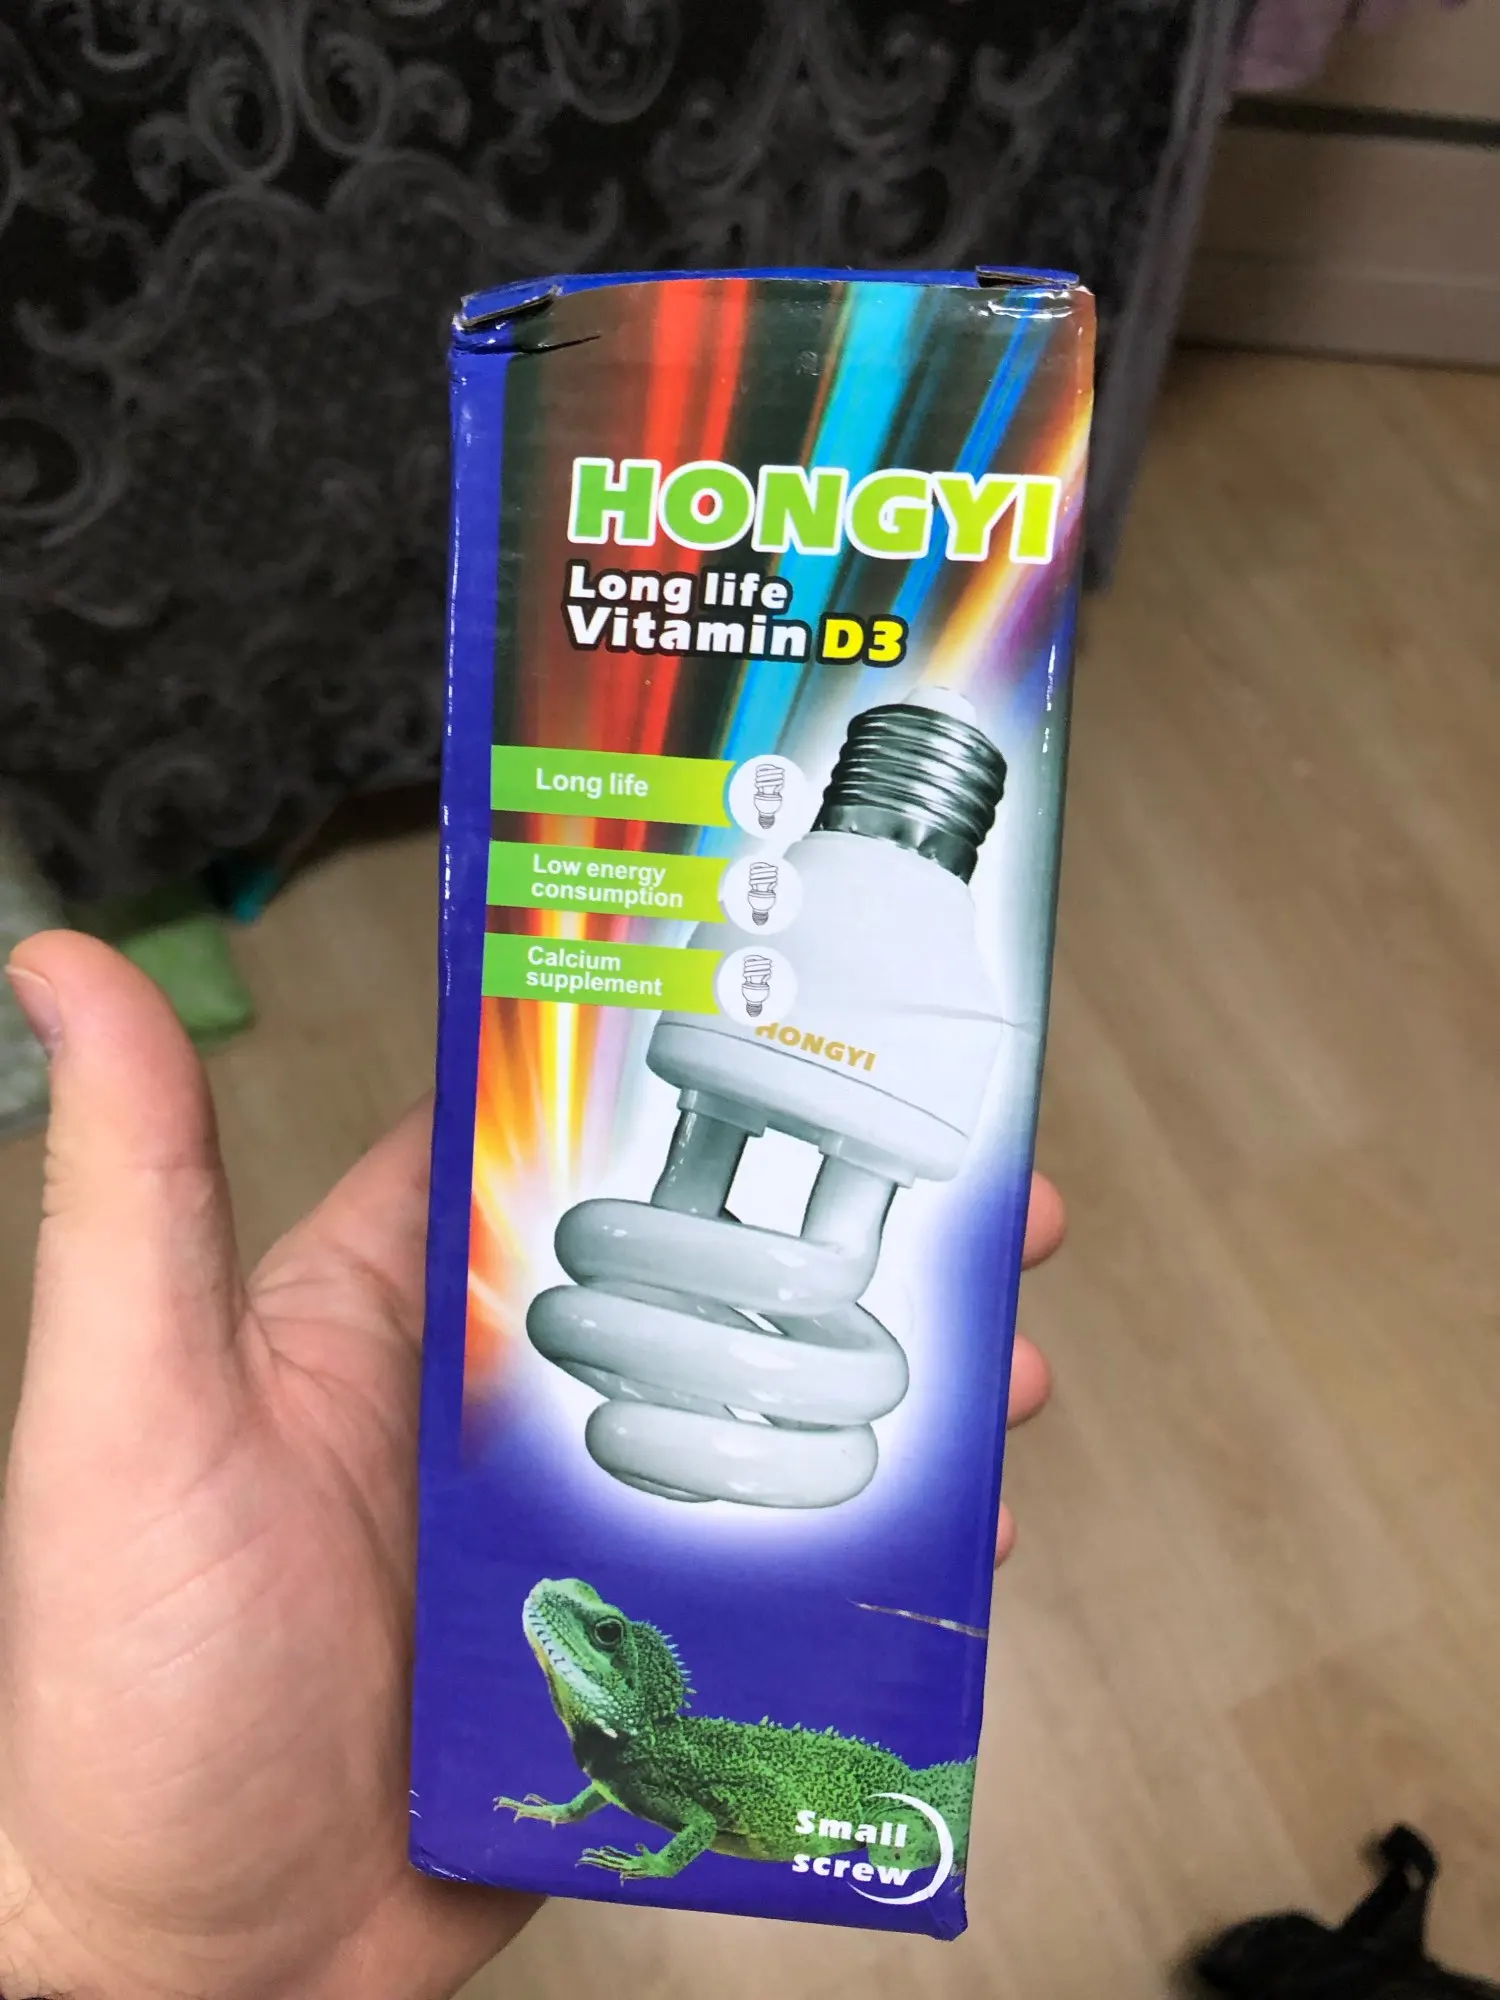 HONGYI
Long life
Vitamin D3
Long life
Low energy
consumption
Calcium
supplement
HONGYI
Small
screw